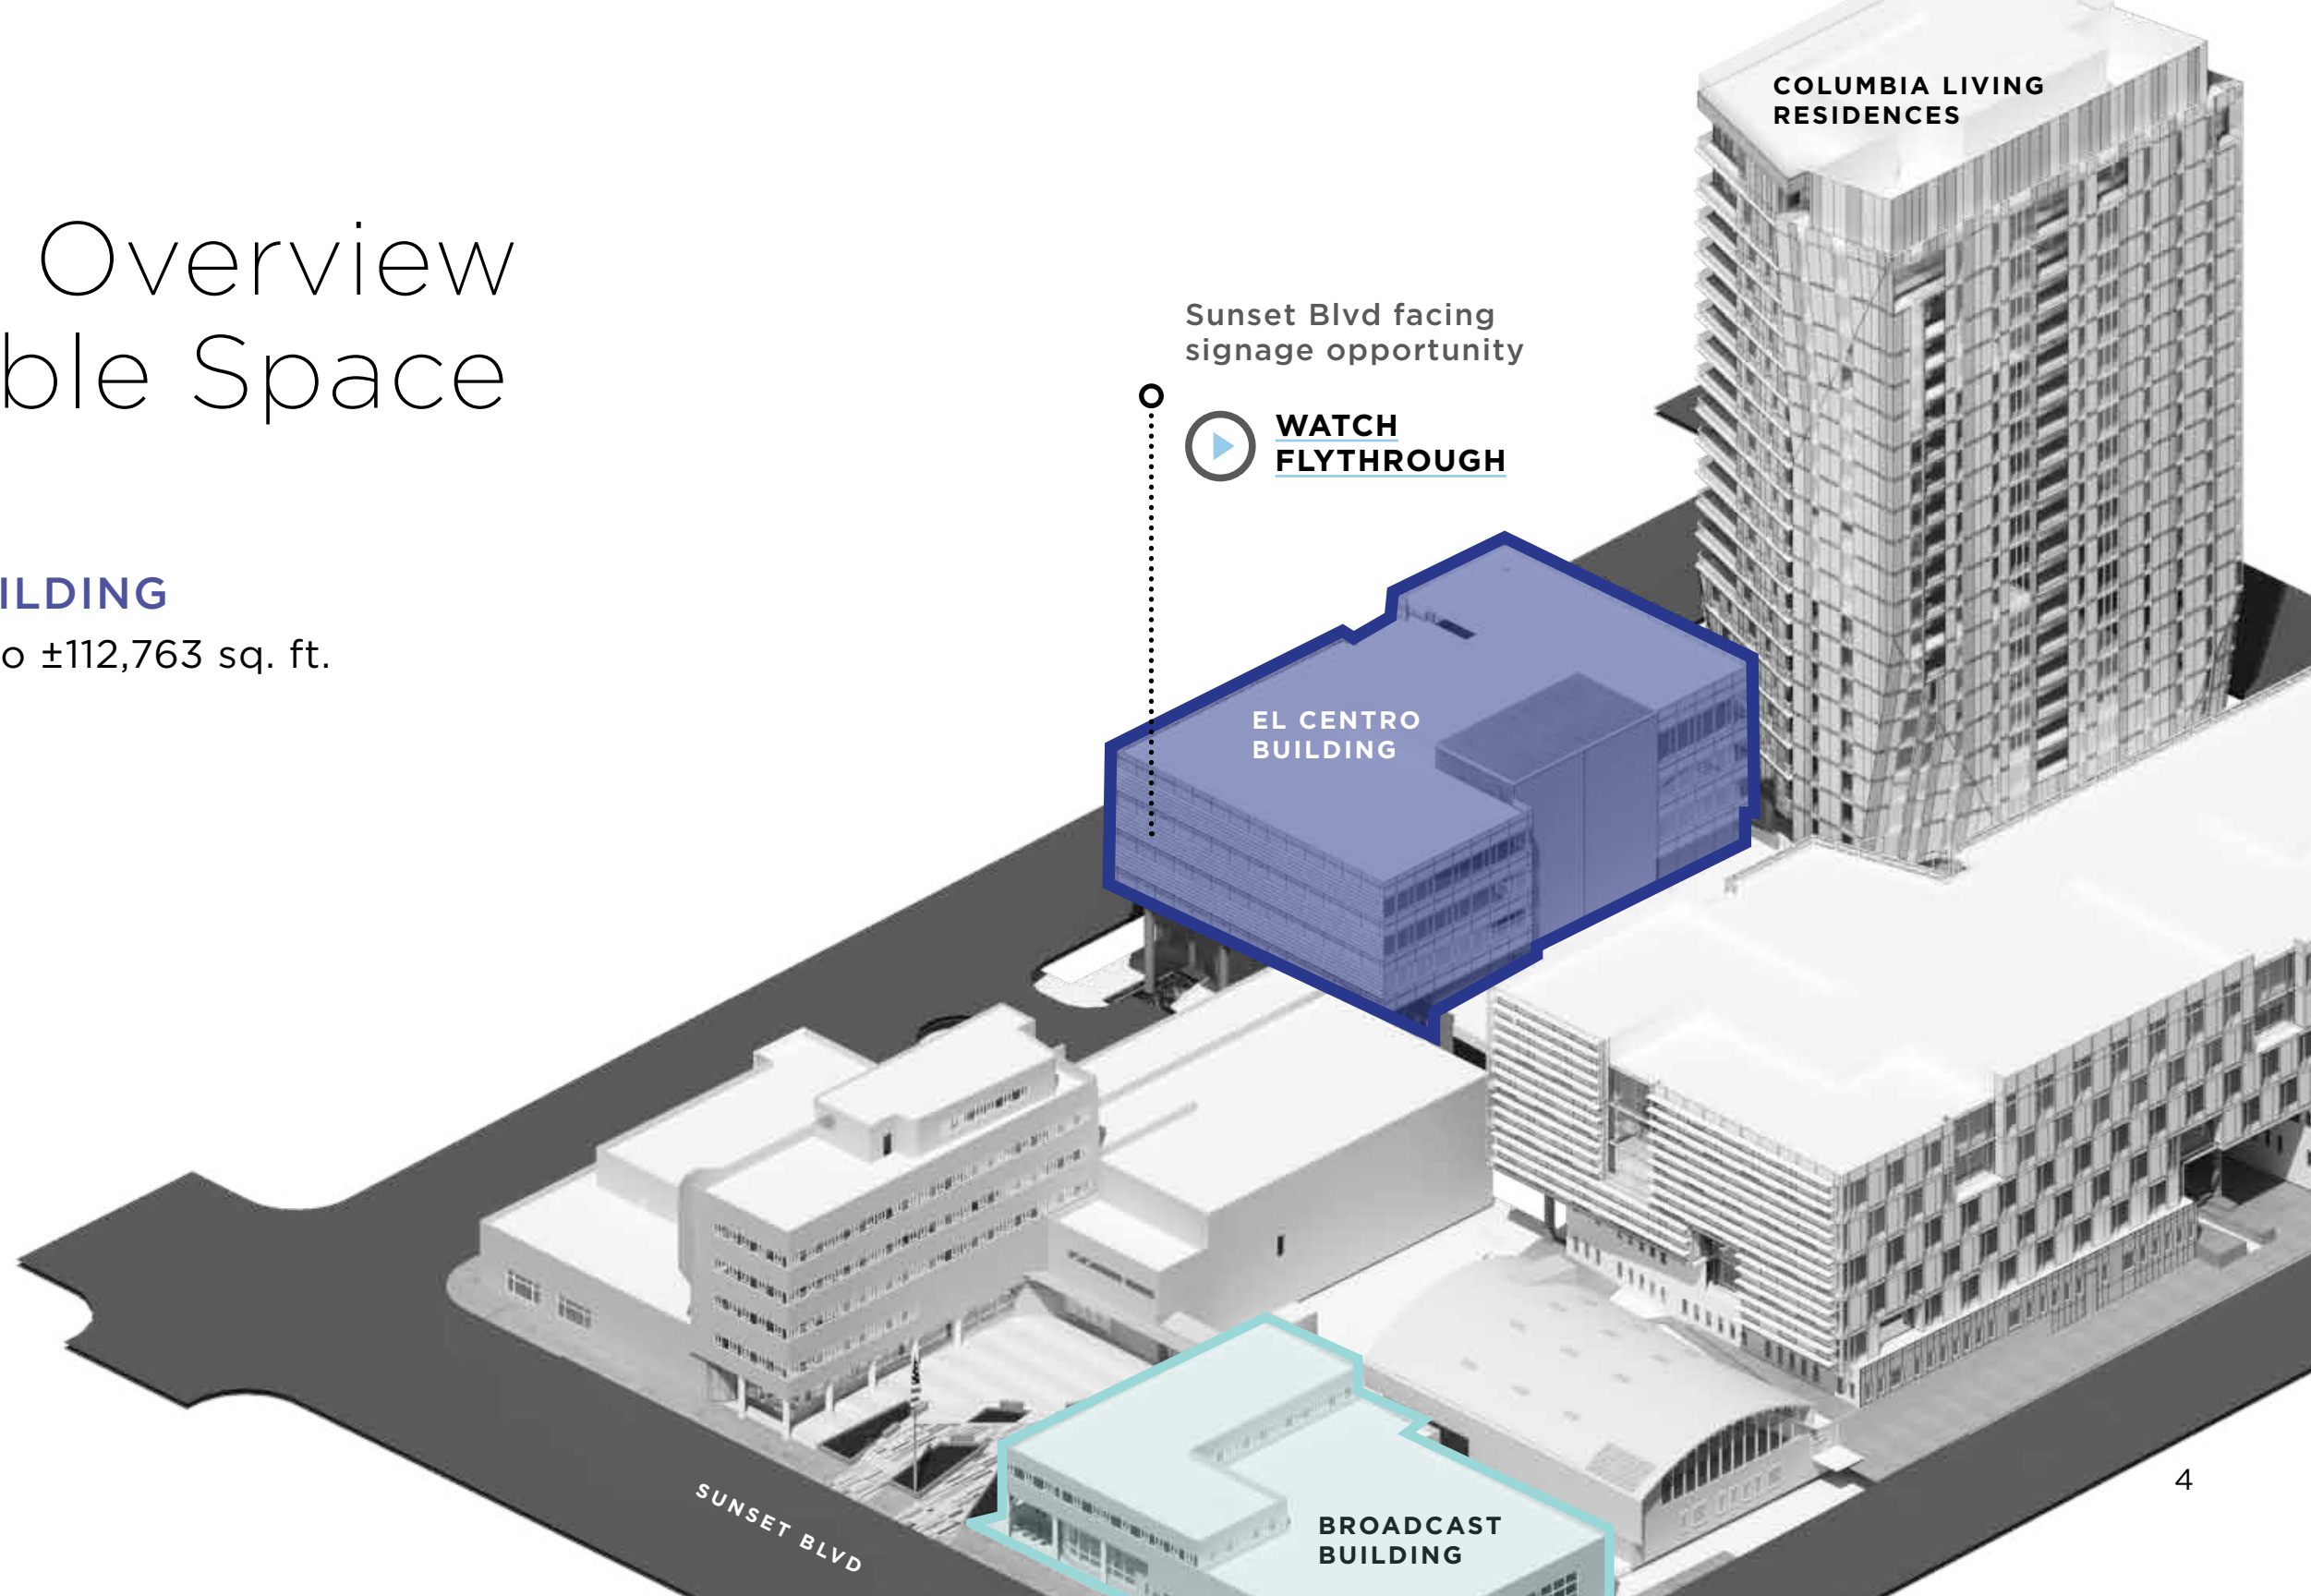 Overview
ble Space
ILDING
o ±112,763 sq. ft.
Sunset Blvd facing
signage opportunity
WATCH
FLYTHROUGH
COLUMBIA LIVING
RESIDENCES
EL CENTRO
BUILDING
SUNSET BLVD
BROADCAST
BUILDING
4